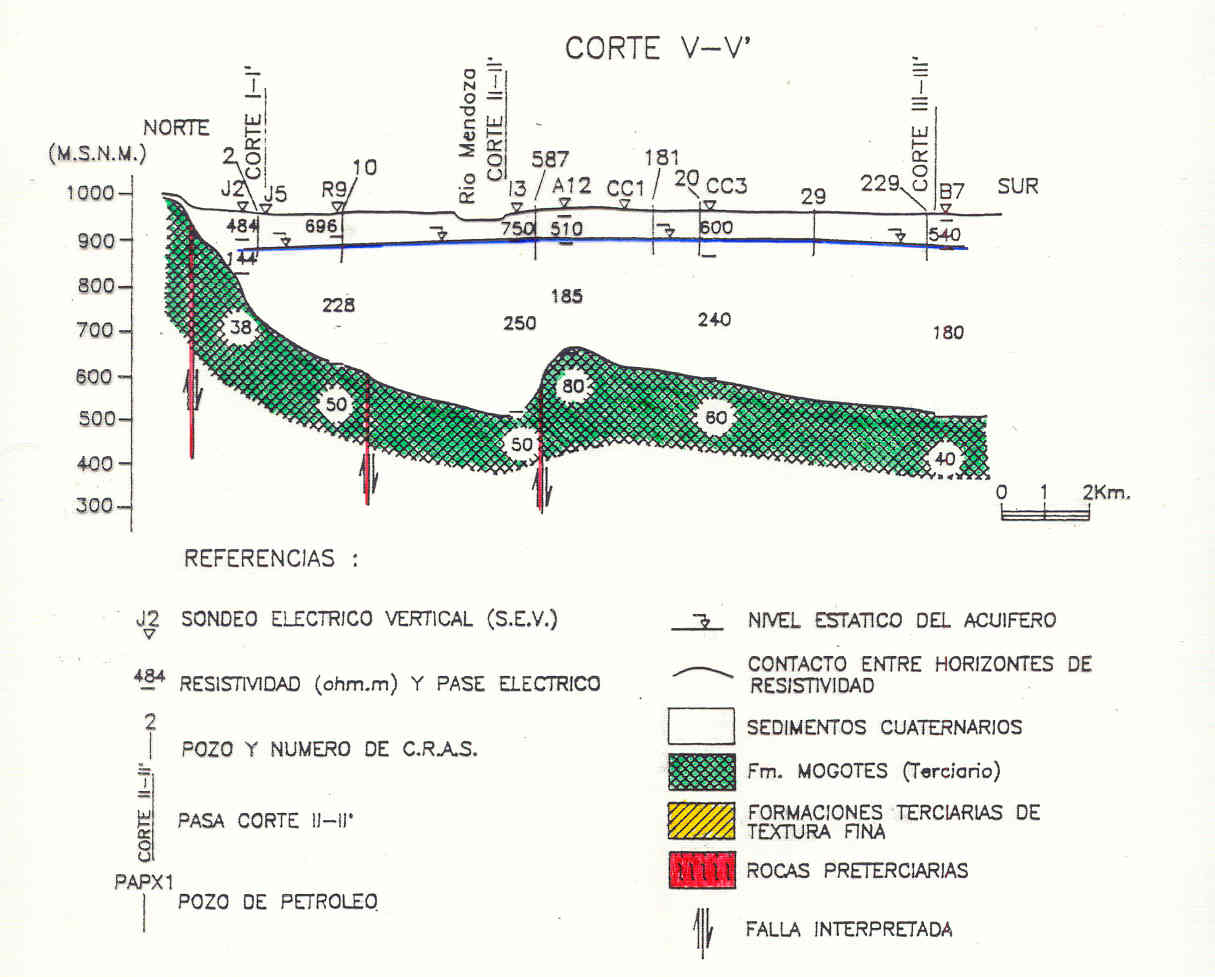 CORTE V-V'
NORTE
(M.S.N.M.)
2
CORTE I-I'
Rio Mendoza
CORTE II-II'
CORTE III-III'
SUR
J2
J5
R9
10
I3
587
A12
CC1
181
20
CC3
29
229
B7
1000
900
800
700
600
500
400
300
484
696
750
510
600
540
144
228
250
185
240
180
38
50
50
80
60
40
0 1 2Km.
REFERENCIAS :
J2 SONDEO ELECTRICO VERTICAL (S.E.V.)
484 RESISTIVIDAD (ohm.m) Y PASE ELECTRICO
2
POZO Y NUMERO DE C.R.A.S.
CORTE II-II'
PASA CORTE II-II'
PAPX1
POZO DE PETROLEO
NIVEL ESTATICO DEL ACUIFERO
CONTACTO ENTRE HORIZONTES DE
RESISTIVIDAD
SEDIMENTOS CUATERNARIOS
Fm. MOGOTES (Terciario)
FORMACIONES TERCIARIAS DE
TEXTURA FINA
ROCAS PRETERCIARIAS
FALLA INTERPRETADA